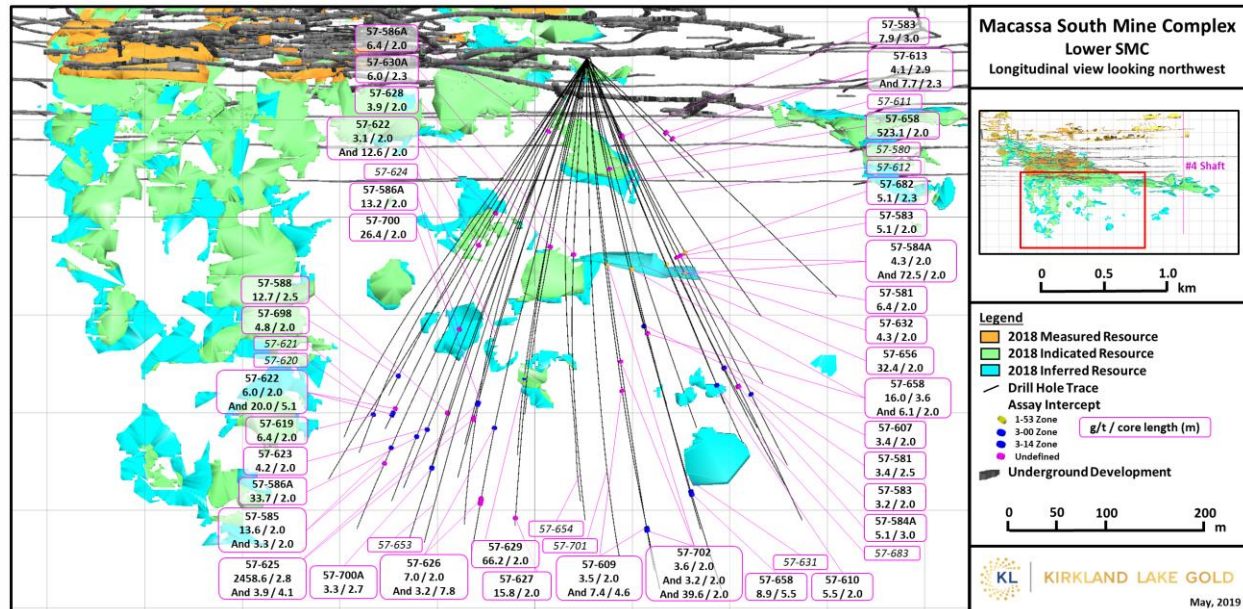 57-586A
6.4 / 2.0
57-630A
6.0 / 2.3
57-628
3.9 / 2.0
57-622
3.1 / 2.0
And 12.6 / 2.0
57-624
57-586A
13.2 / 2.0
57-700
26.4 / 2.0
57-588
12.7 / 2.5
57-698
4.8 / 2.0
57-621
57-620
57-622
6.0 / 2.0
And 20.0 / 5.1
57-619
6.4 / 2.0
57-623
4.2 / 2.0
57-586A
33.7 / 2.0
57-585
13.6 / 2.0
And 3.3 / 2.0
57-625
2458.6 / 2.8
And 3.9 / 4.1
57-700A
3.3 / 2.7
57-653
57-626
7.0 / 2.0
And 3.2 / 7.8
57-629
66.2 / 2.0
57-627
15.8 / 2.0
57-654
57-701
57-609
3.5 / 2.0
And 7.4 / 4.6
57-702
3.6 / 2.0
And 3.2 / 2.0
And 39.6 / 2.0
57-631
57-658
8.9 / 5.5
57-610
5.5 / 2.0
57-583
7.9 / 3.0
57-613
4.1 / 2.9
And 7.7 / 2.3
57-611
57-658
523.1 / 2.0
57-580
57-612
57-682
5.1 / 2.3
57-583
5.1 / 2.0
57-584A
4.3 / 2.0
And 72.5 / 2.0
57-581
6.4 / 2.0
57-632
4.3 / 2.0
57-656
32.4 / 2.0
57-658
16.0 / 3.6
And 6.1 / 2.0
57-607
3.4 / 2.0
57-581
3.4 / 2.5
57-583
3.2 / 2.0
57-584A
5.1 / 3.0
57-683
Macassa South Mine Complex
Lower SMC
Longitudinal view looking northwest
#4 Shaft
0 0.5 1.0
km
Legend
2018 Measured Resource
2018 Indicated Resource
2018 Inferred Resource
Drill Hole Trace
Assay Intercept
1-53 Zone
3-00 Zone
3-14 Zone
Undefined
g/t / core length (m)
Underground Development
0 50 100 200
m
KL KIRKLAND LAKE GOLD
May, 2019